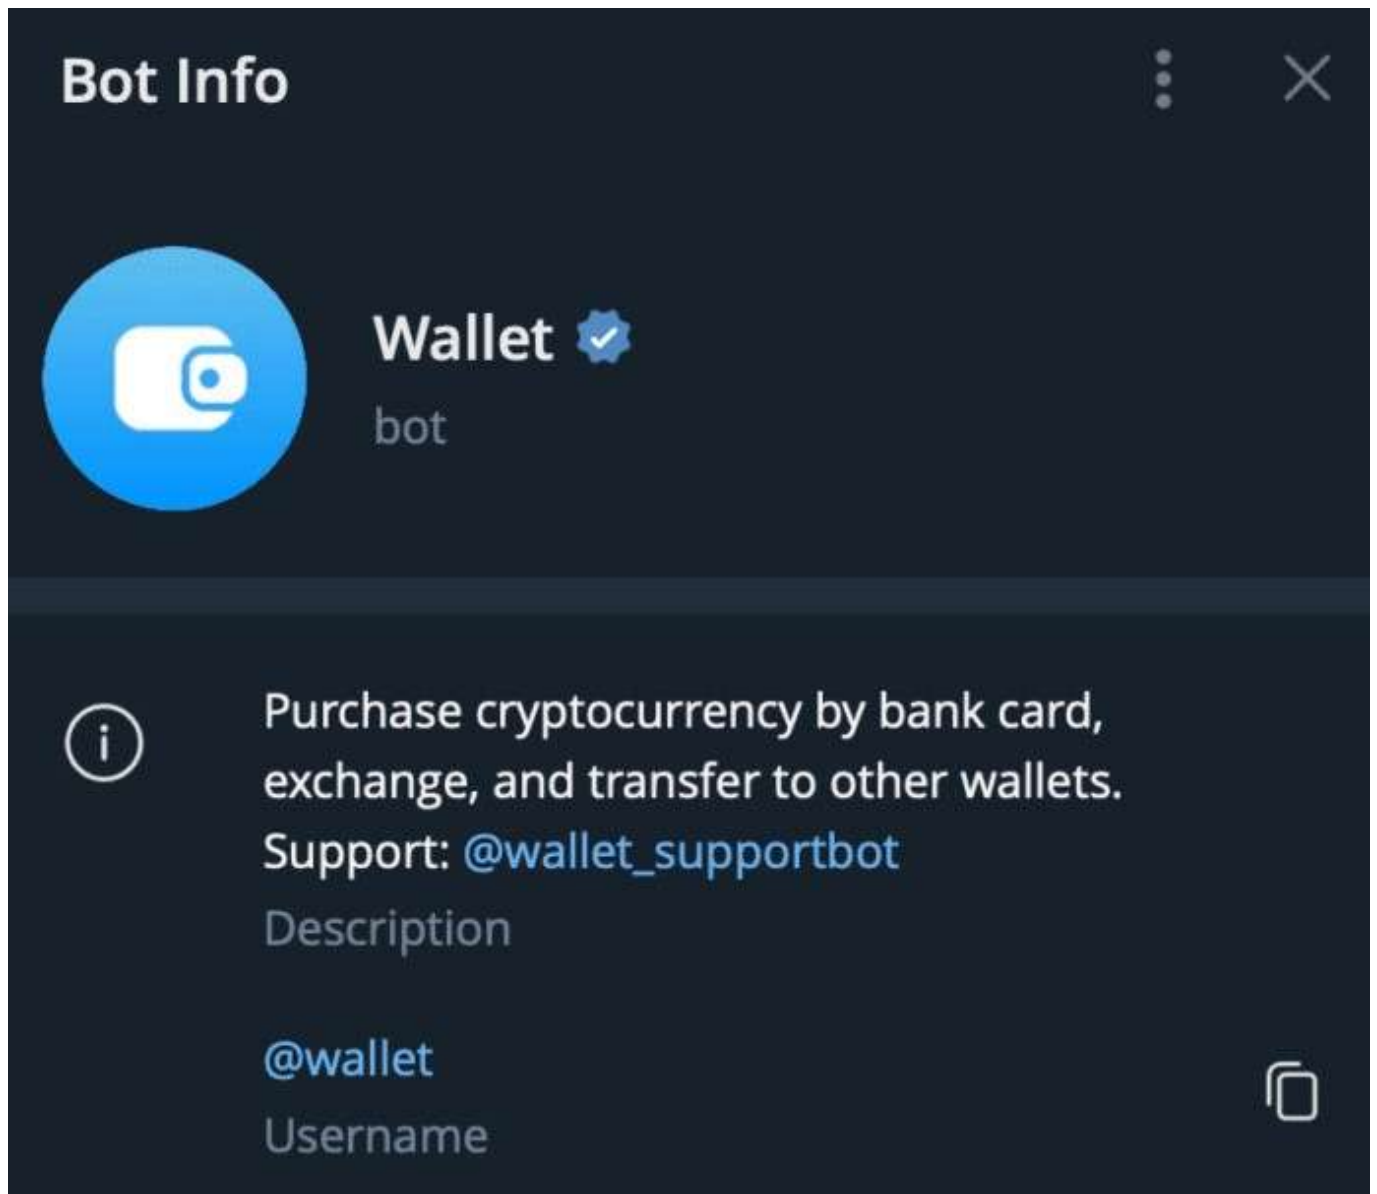 Bot Info
Wallet
bot
Purchase cryptocurrency by bank card,
exchange, and transfer to other wallets.
Support: @wallet_supportbot
Description
@wallet
Username